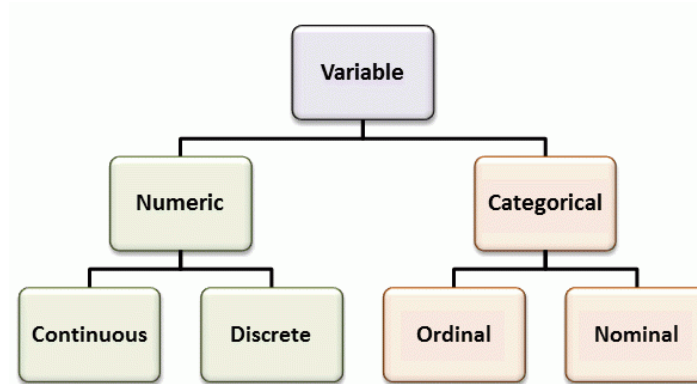 Variable
Numeric
Categorical
Continuous
Discrete
Ordinal
Nominal